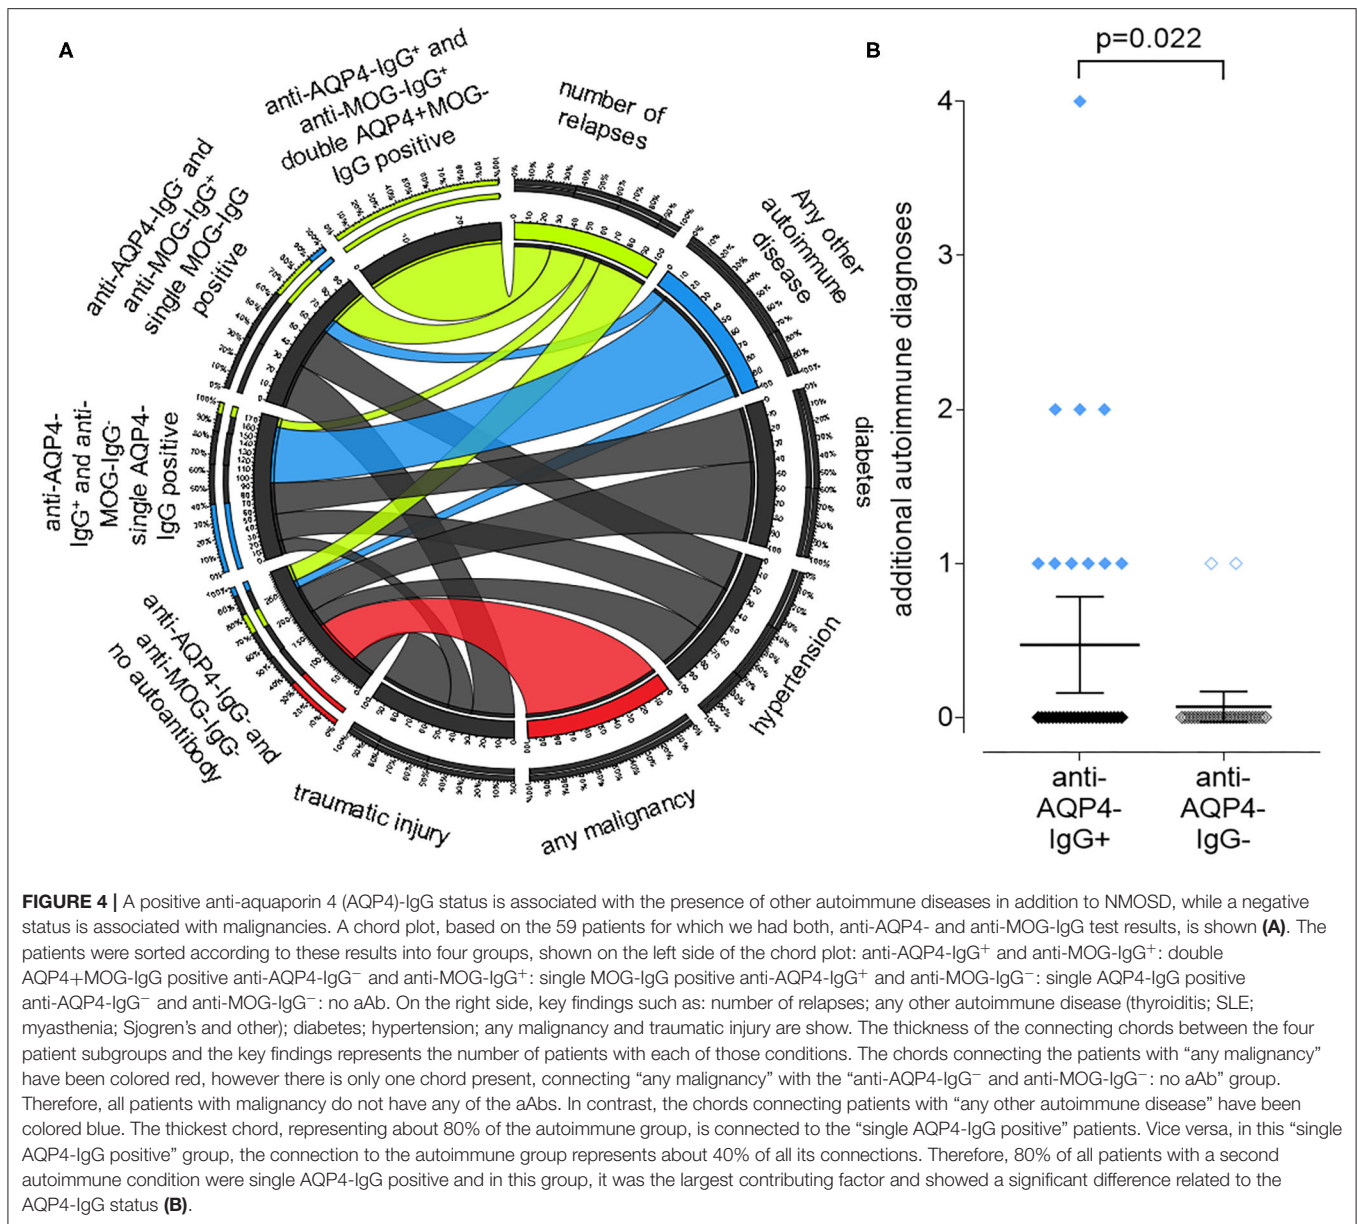 A
anti-AQP4-IgG⁺ and
anti-MOG-IgG⁺
double AQP4+MOG-
IgG positive
number of
relapses
Any other
autoimmune
disease
diabetes
hypertension
any malignancy
traumatic injury
anti-AQP4-IgG⁻ and
anti-MOG-IgG⁻
no autoantibody
anti-AQP4-
IgG⁺ and anti-
MOG-IgG⁻
single AQP4-
IgG positive
anti-AQP4-IgG⁻ and
anti-MOG-IgG⁺
single MOG-IgG
positive
B
p=0.022
additional autoimmune diagnoses
4
3
2
1
0
anti-
AQP4-
IgG+
anti-
AQP4-
IgG-
FIGURE 4 | A positive anti-aquaporin 4 (AQP4)-IgG status is associated with the presence of other autoimmune diseases in addition to NMOSD, while a negative
status is associated with malignancies. A chord plot, based on the 59 patients for which we had both, anti-AQP4- and anti-MOG-IgG test results, is shown (A). The
patients were sorted according to these results into four groups, shown on the left side of the chord plot: anti-AQP4-IgG⁺ and anti-MOG-IgG⁺: double
AQP4+MOG-IgG positive anti-AQP4-IgG⁻ and anti-MOG-IgG⁺: single MOG-IgG positive anti-AQP4-IgG⁺ and anti-MOG-IgG⁻: single AQP4-IgG positive
anti-AQP4-IgG⁻ and anti-MOG-IgG⁻: no aAb. On the right side, key findings such as: number of relapses; any other autoimmune disease (thyroiditis; SLE;
myasthenia; Sjogren's and other); diabetes; hypertension; any malignancy and traumatic injury are show. The thickness of the connecting chords between the four
patient subgroups and the key findings represents the number of patients with each of those conditions. The chords connecting the patients with “any malignancy”
have been colored red, however there is only one chord present, connecting “any malignancy” with the “anti-AQP4-IgG⁻ and anti-MOG-IgG⁻: no aAb” group.
Therefore, all patients with malignancy do not have any of the aAbs. In contrast, the chords connecting patients with “any other autoimmune disease” have been
colored blue. The thickest chord, representing about 80% of the autoimmune group, is connected to the “single AQP4-IgG positive” patients. Vice versa, in this “single
AQP4-IgG positive” group, the connection to the autoimmune group represents about 40% of all its connections. Therefore, 80% of all patients with a second
autoimmune condition were single AQP4-IgG positive and in this group, it was the largest contributing factor and showed a significant difference related to the
AQP4-IgG status (B).